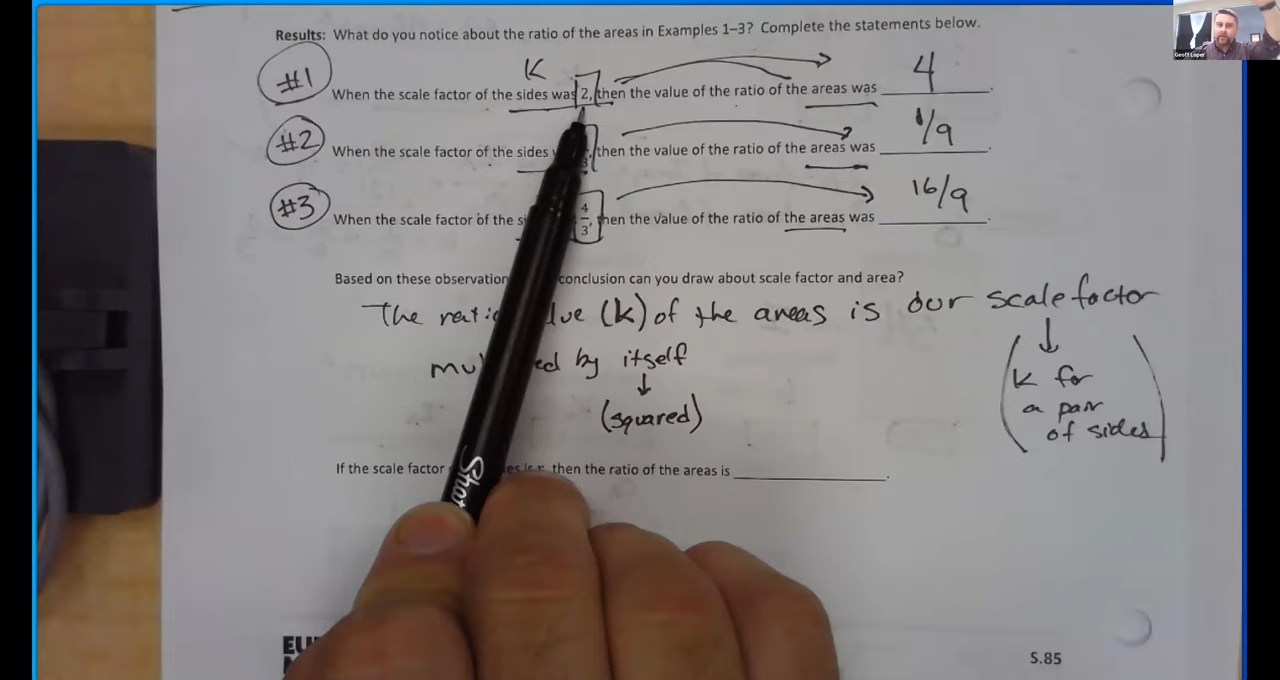 Results: What do you notice about the ratio of the areas in Examples 1–3? Complete the statements below.
#1
K
When the scale factor of the sides was 2, then the value of the ratio of the areas was 4.
#2
When the scale factor of the sides then the value of the ratio of the areas was 1/9.
#3
When the scale factor of the 4/3, then the value of the ratio of the areas was 16/9.
Based on these conclusion can you draw about scale factor and area?
The (k) of the areas is our scale factor
by itself
(squared)
(k for
a pair
of sides)
If the scale factor is r, then the ratio of the areas is ______.
S.85
Geoff Loper